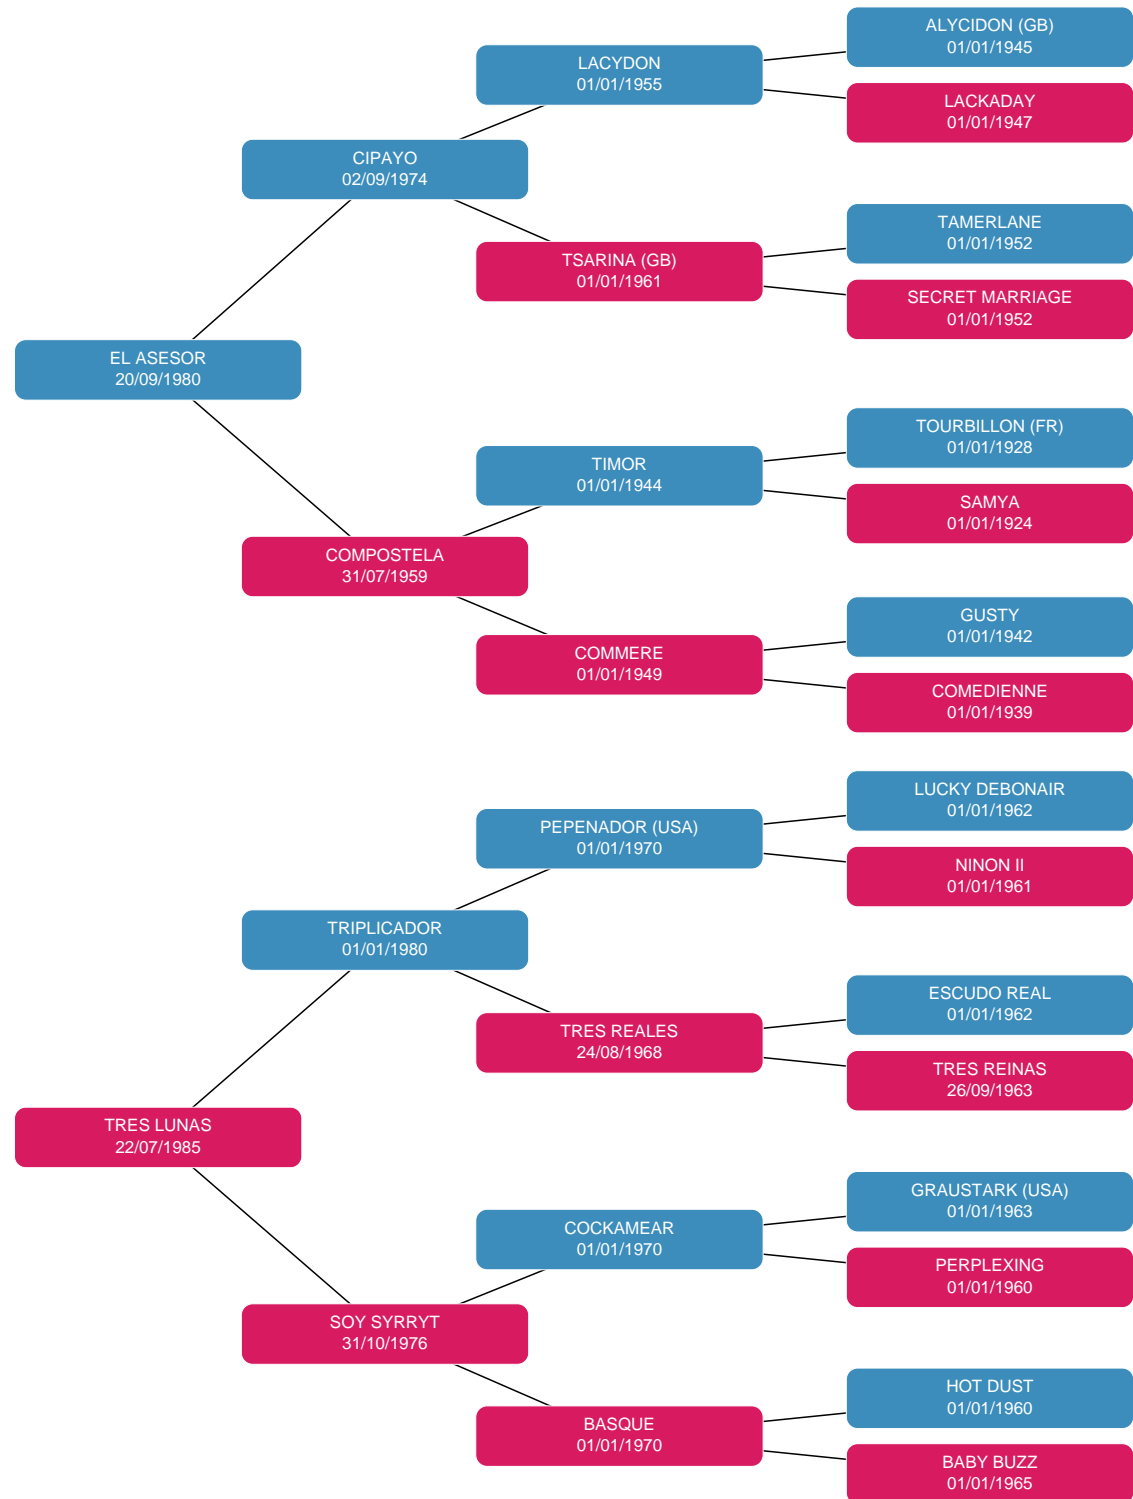 ALYCIDON (GB)
01/01/1945
LACYDON
01/01/1955
LACKADAY
01/01/1947
CIPAYO
02/09/1974
TAMERLANE
01/01/1952
TSARINA (GB)
01/01/1961
SECRET MARRIAGE
01/01/1952
EL ASESOR
20/09/1980
TOURBILLON (FR)
01/01/1928
TIMOR
01/01/1944
SAMYA
01/01/1924
COMPOSTELA
31/07/1959
GUSTY
01/01/1942
COMMERE
01/01/1949
COMEDIENNE
01/01/1939
LUCKY DEBONAIR
01/01/1962
PEPENADOR (USA)
01/01/1970
NINON II
01/01/1961
TRIPLICADOR
01/01/1980
ESCUDO REAL
01/01/1962
TRES REALES
24/08/1968
TRES REINAS
26/09/1963
TRES LUNAS
22/07/1985
GRAUSTARK (USA)
01/01/1963
COCKAMEAR
01/01/1970
PERPLEXING
01/01/1960
SOY SYRRYT
31/10/1976
HOT DUST
01/01/1960
BASQUE
01/01/1970
BABY BUZZ
01/01/1965